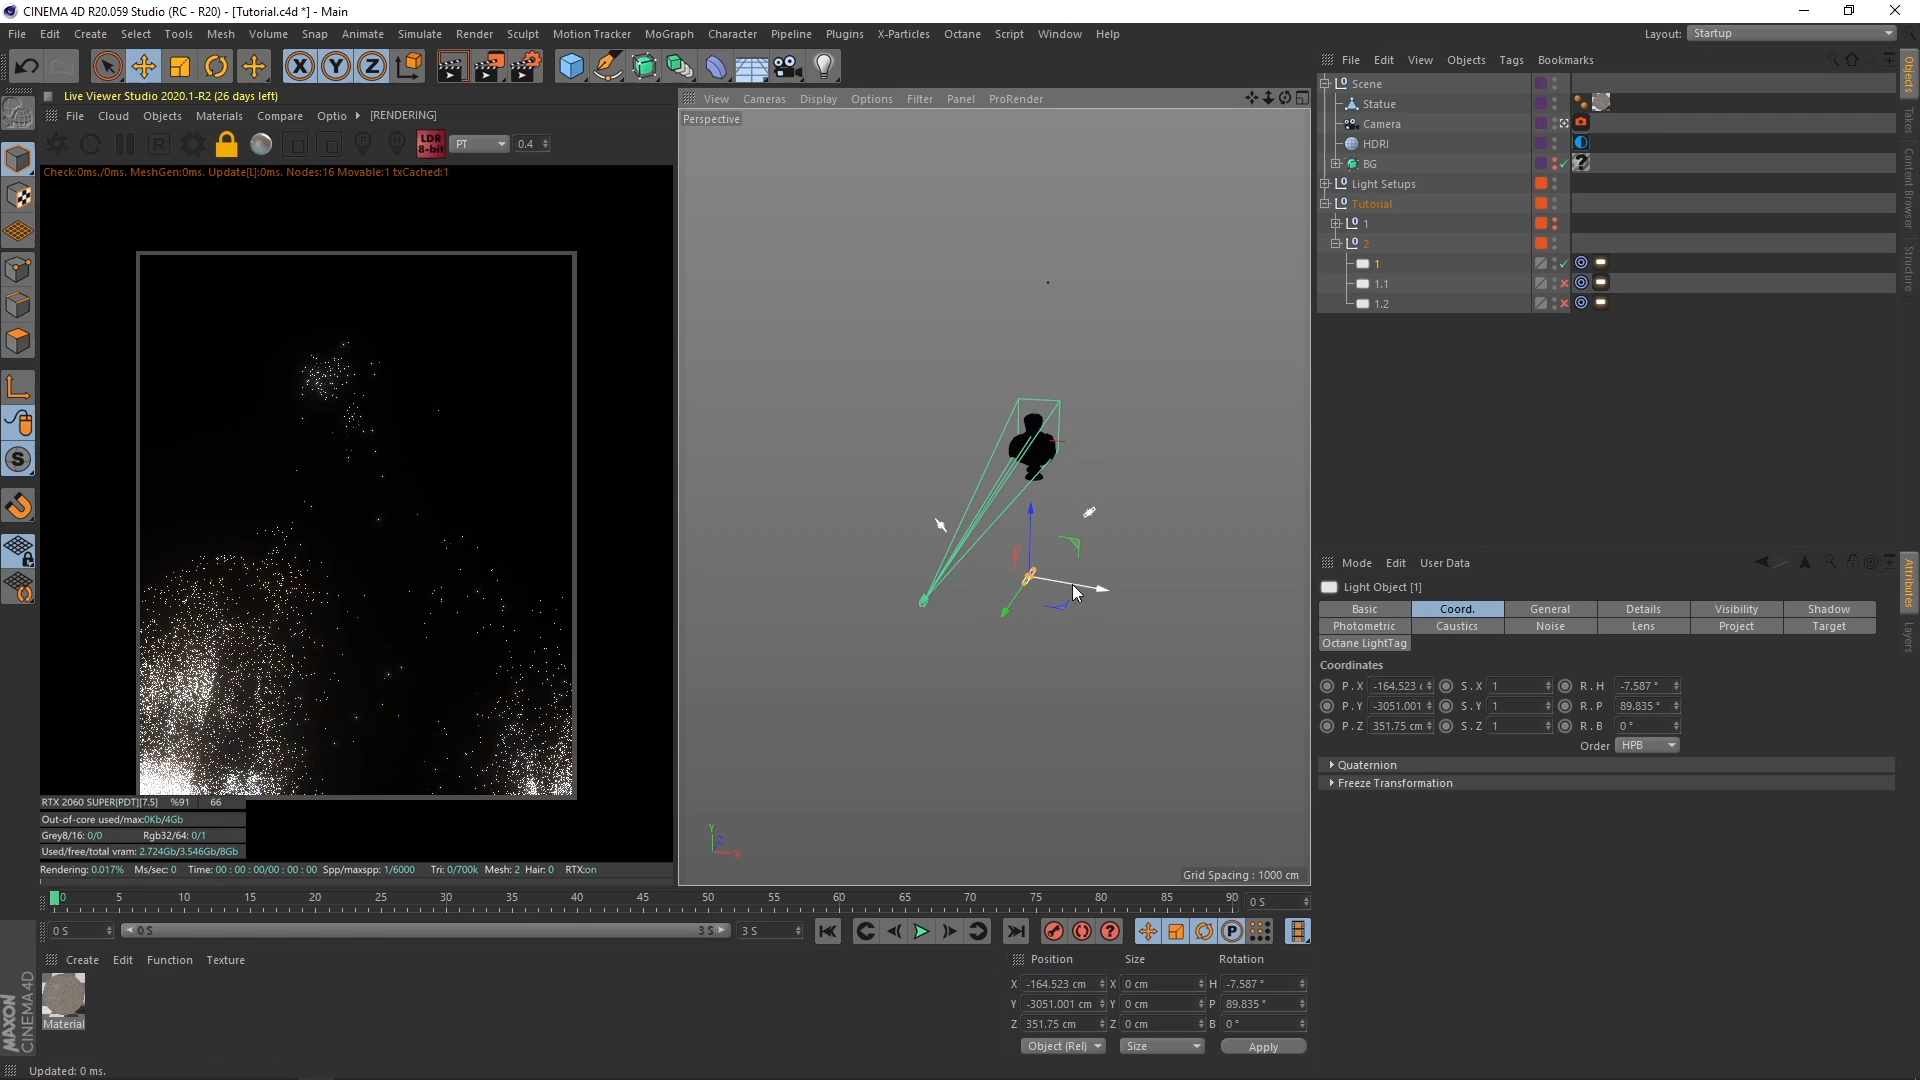 CINEMA 4D R20.059 Studio (RC - R20) - [Tutorial.c4d *] - Main
File Edit Create Select Tools Mesh Volume Snap Animate Simulate Render Sculpt Motion Tracker MoGraph Character Pipeline Plugins X-Particles Octane Script Window Help
Layout: Startup
Live Viewer Studio 2020.1-R2 (26 days left)
File Cloud Objects Materials Compare Optio [RENDERING]
LDR
8-bit
PT 0.4
Check:0ms./0ms. MeshGen:0ms. Update[L]:0ms. Nodes:16 Movable:1 txCached:1
RTX 2060 SUPER[PDT][7.5] %91 66
Out-of-core used/max:0Kb/4Gb
Grey8/16: 0/0 Rgb32/64: 0/1
Used/free/total vram: 2.724Gb/3.546Gb/8Gb
Rendering: 0.017% Ms/sec: 0 Time: 00 : 00 : 00/00 : 00 : 00 Spp/maxspp: 1/6000 Tri: 0/700k Mesh: 2 Hair: 0 RTX:on
View Cameras Display Options Filter Panel ProRender
Perspective
Y
Z
X
Grid Spacing : 1000 cm
File Edit View Objects Tags Bookmarks
Scene
Statue
Camera
HDRI
BG
Light Setups
Tutorial
1
2
1
1.1
1.2
Objects
Takes
Content Browser
Structure
Mode Edit User Data
Light Object [1]
Basic Coord. General Details Visibility Shadow
Photometric Caustics Noise Lens Project Target
Octane LightTag
Coordinates
P . X -164.523 c S . X 1 R . H -7.587 °
P . Y -3051.001 S . Y 1 R . P 89.835 °
P . Z 351.75 cm S . Z 1 R . B 0 °
Order HPB
Quaternion
Freeze Transformation
Attributes
Layers
0 5 10 15 20 25 30 35 40 45 50 55 60 65 70 75 80 85 90 0 S
0 S 0 S 3 S 3 S
Create Edit Function Texture
Material
Position Size Rotation
X -164.523 cm X 0 cm H -7.587 °
Y -3051.001 cm Y 0 cm P 89.835 °
Z 351.75 cm Z 0 cm B 0 °
Object (Rel) Size Apply
MAXON
CINEMA 4D
Updated: 0 ms.